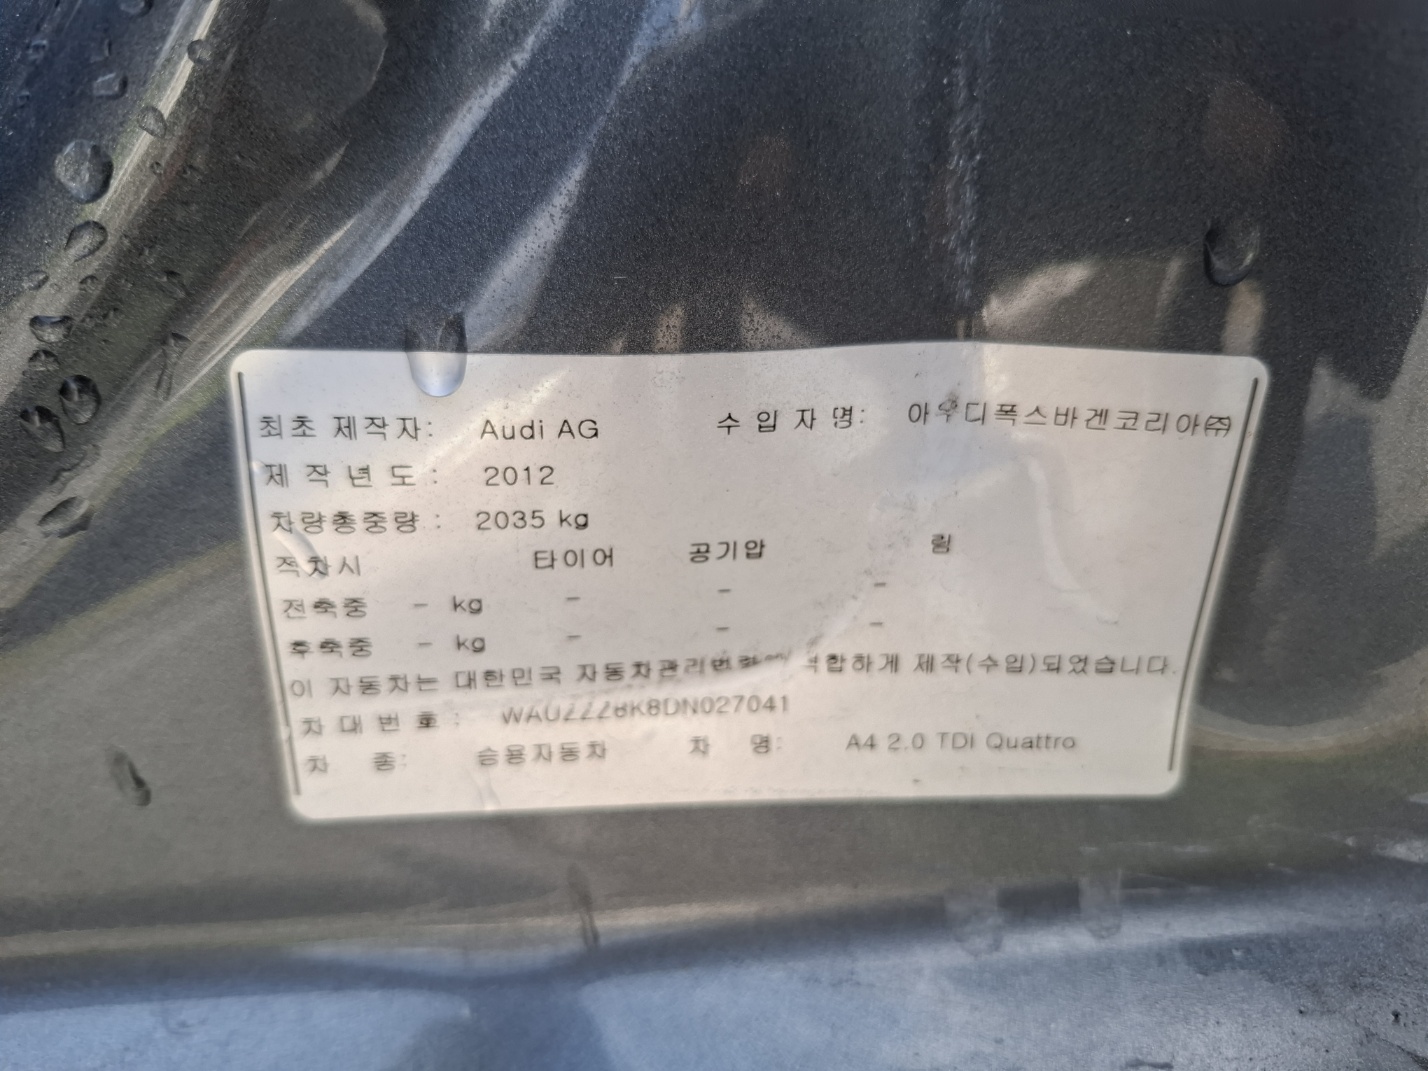 최초 제작자: Audi AG 수 입 자 명: 아우디폭스바겐코리아㈜
제 작 년 도 : 2012
차량총중량 : 2035 kg
적차시 타이어 공기압 림
전축중 - kg - - -
후축중 - kg - - -
이 자동차는 대한민국 자동차관리법령에 적합하게 제작(수입)되었습니다.
차 대 번 호 : WAUZZZ8K8DN027041
차 종: 승용자동차 차 명: A4 2.0 TDI Quattro